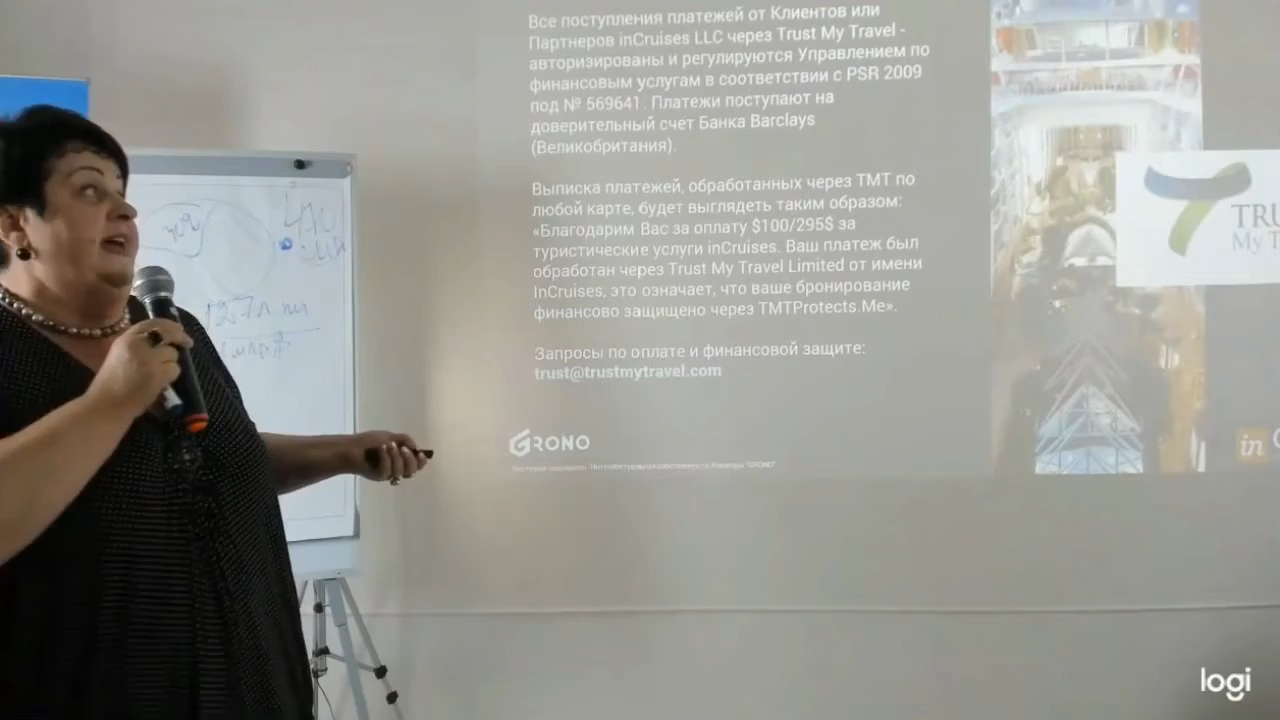 Все поступления платежей от Клиентов или
Партнеров inCruises LLC через Trust My Travel -
авторизированы и регулируются Управлением по
финансовым услугам в соответствии с PSR 2009
под № 569641. Платежи поступают на
доверительный счет Банка Barclays
(Великобритания).
Выписка платежей, обработанных через ТМТ по
любой карте, будет выглядеть таким образом:
«Благодарим Вас за оплату $100/295$ за
туристические услуги inCruises. Ваш платеж был
обработан через Trust My Travel Limited от имени
InCruises, это означает, что ваше бронирование
финансово защищено через TMTProtects.Me».
Запросы по оплате и финансовой защите:
trust@trustmytravel.com
GRONO
TRU
My T
in
logi